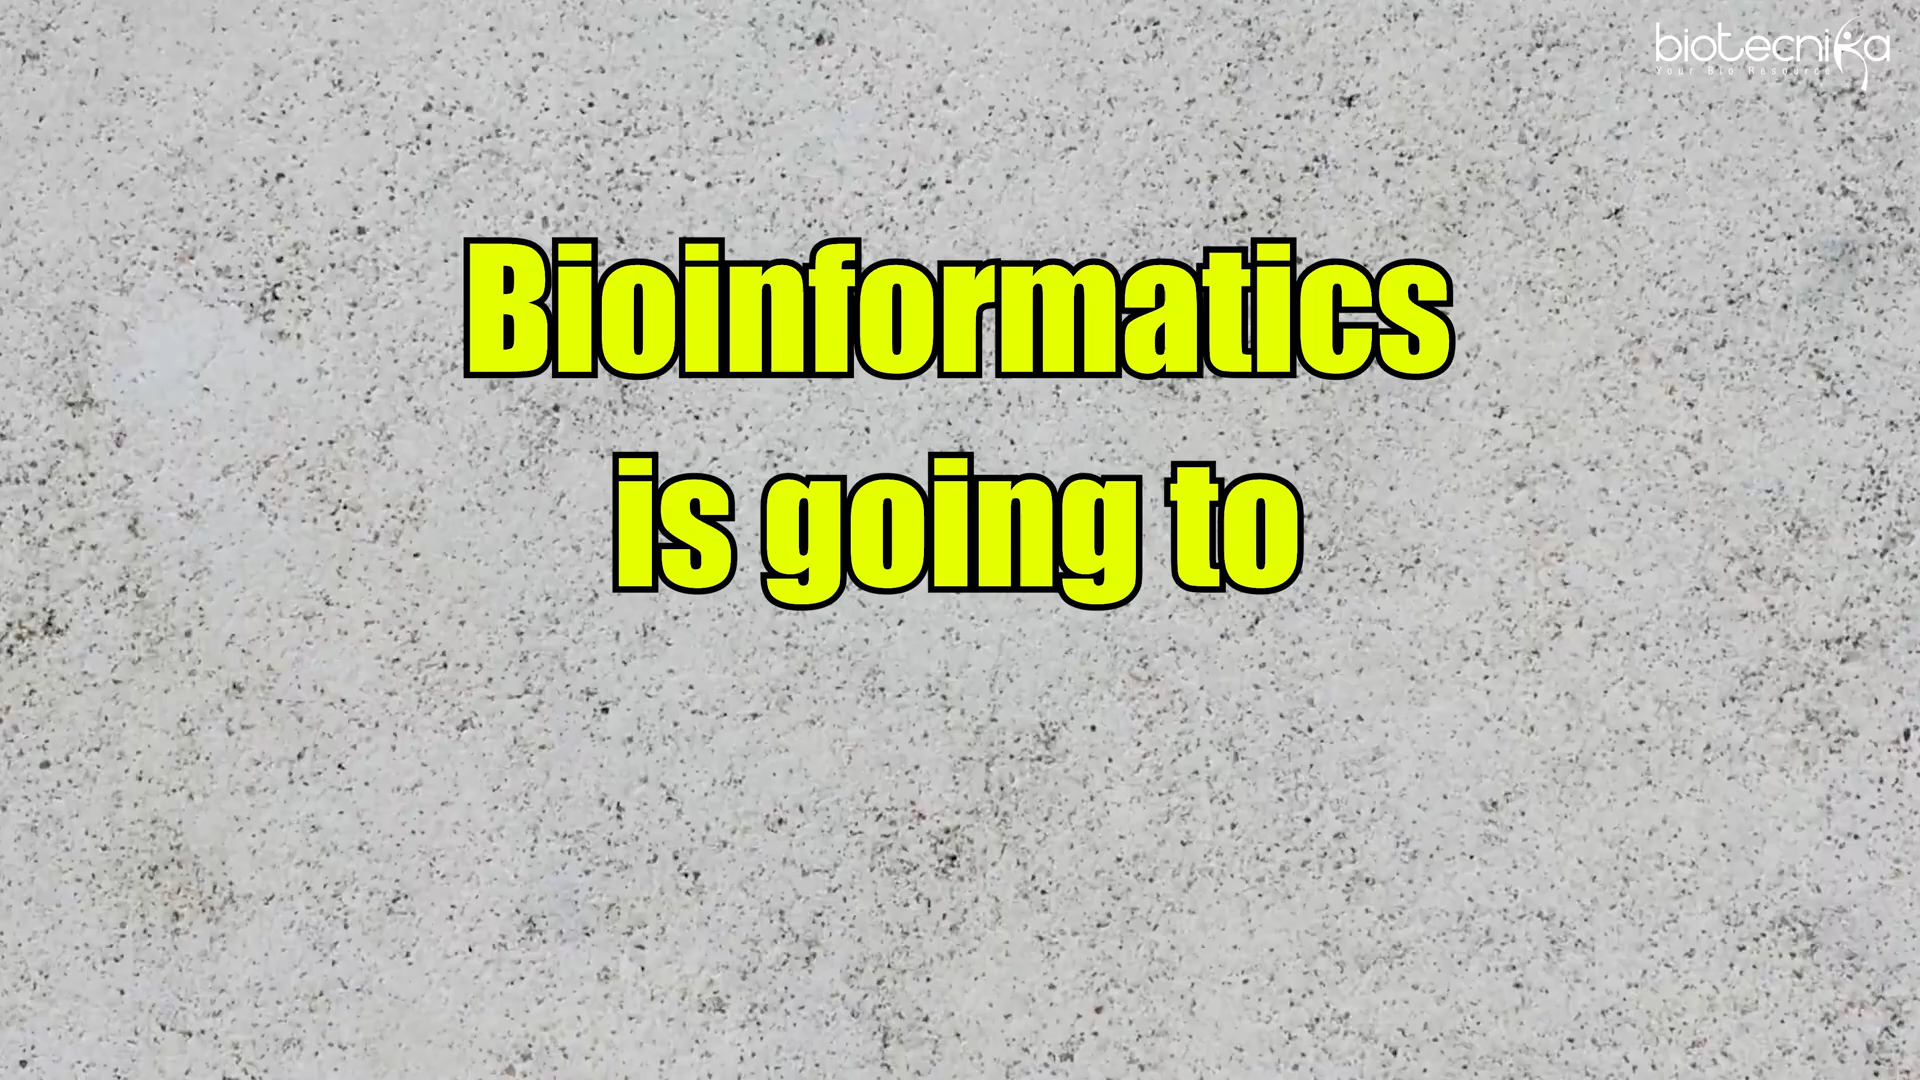 biotecnika
Your Bio Resource
Bioinformatics
is going to